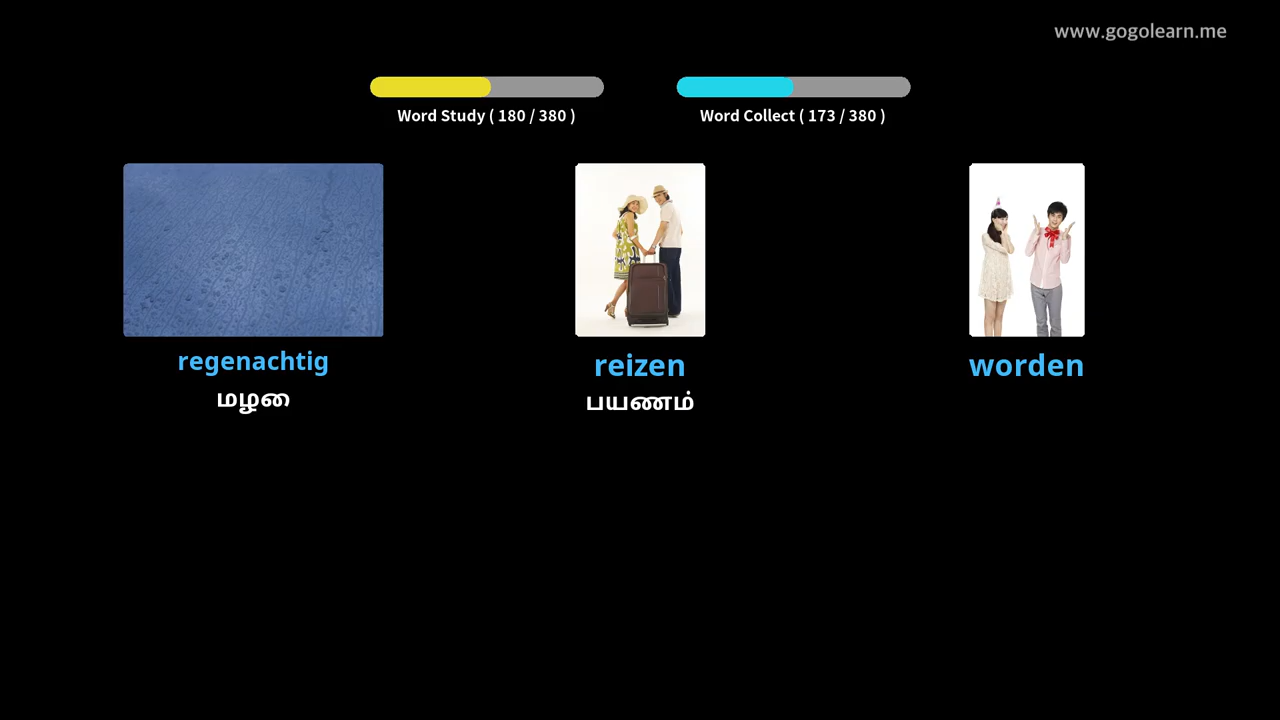 www.gogolearn.me
Word Study ( 180 / 380 )
Word Collect ( 173 / 380 )
regenachtig
மழை
reizen
பயணம்
worden